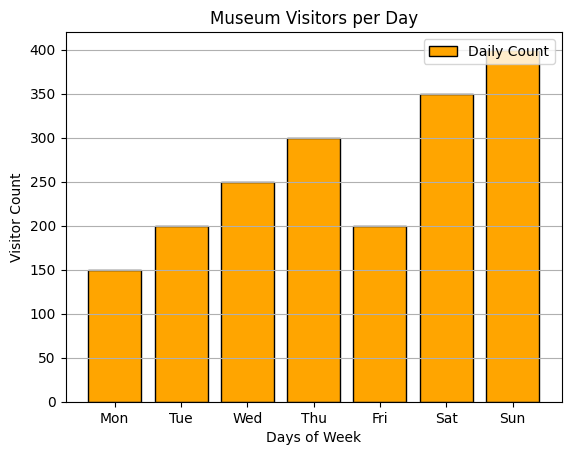 Museum Visitors per Day
Daily Count
Visitor Count
400
350
300
250
200
150
100
50
0
Mon Tue Wed Thu Fri Sat Sun
Days of Week